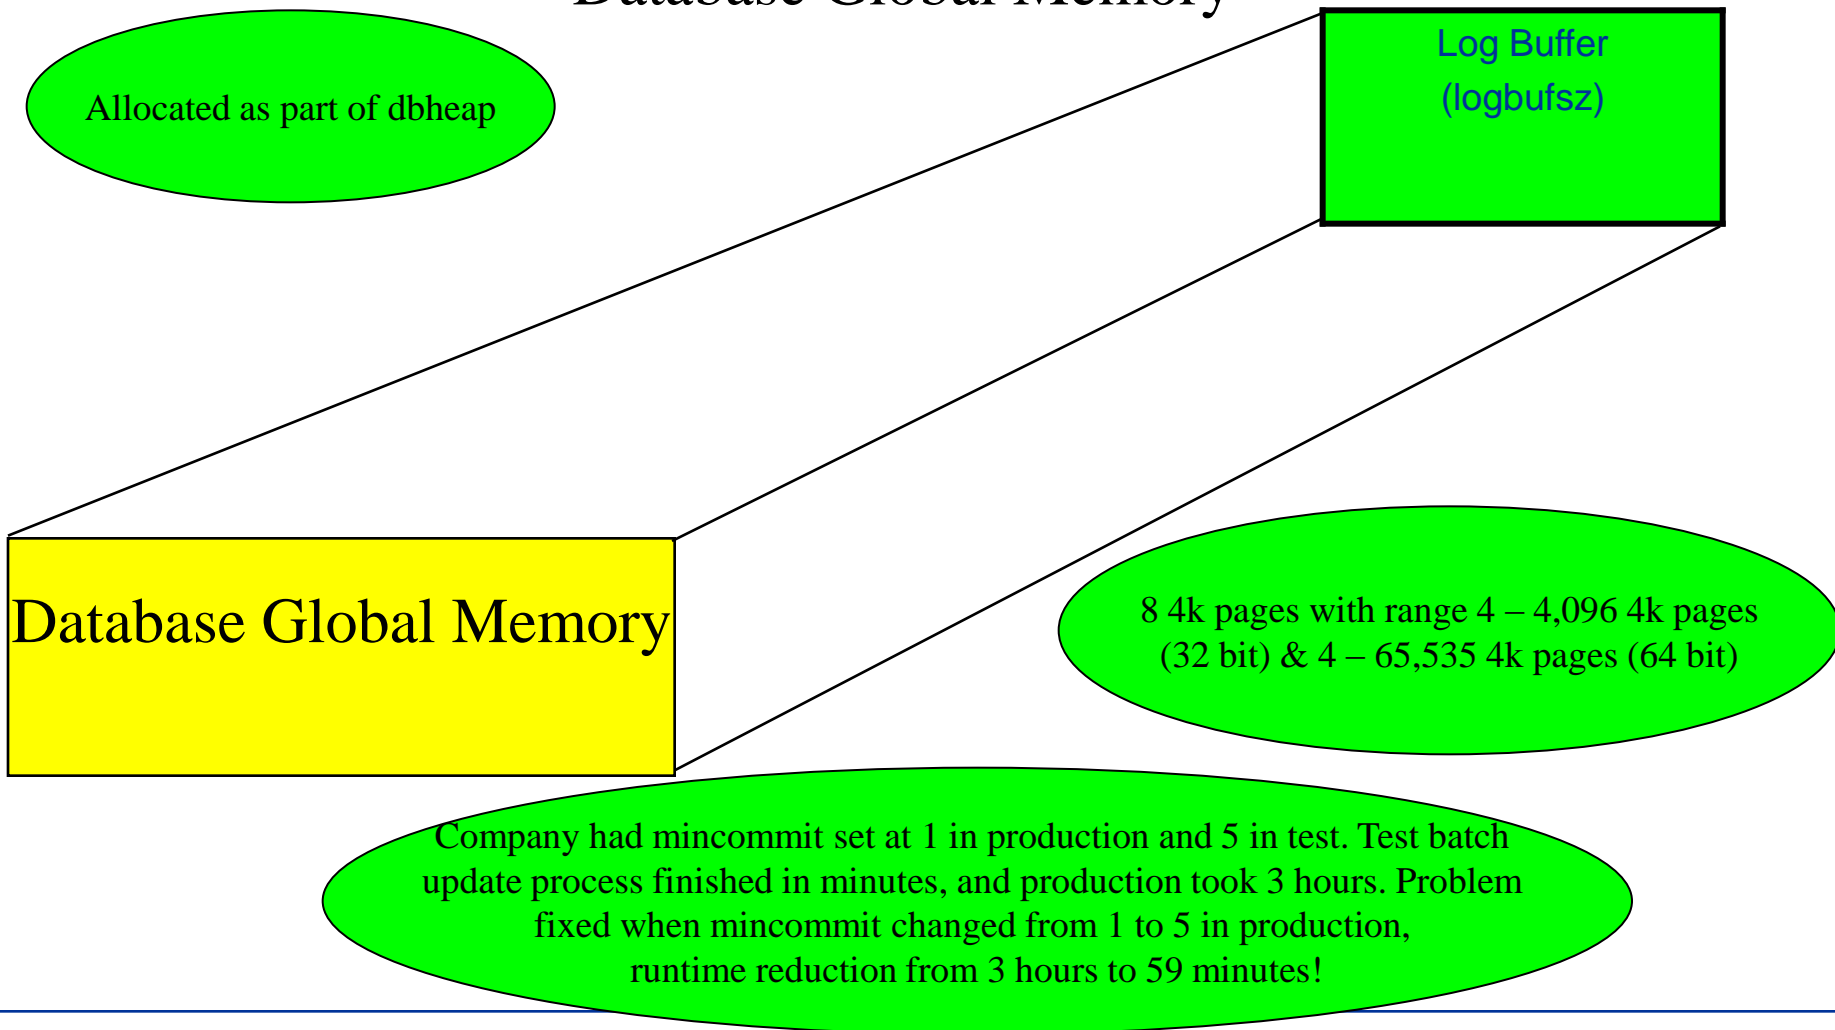 Database Global Memory
Log Buffer
(logbufsz)
Allocated as part of dbheap
Database Global Memory
8 4k pages with range 4 – 4,096 4k pages
(32 bit) & 4 – 65,535 4k pages (64 bit)
Company had mincommit set at 1 in production and 5 in test. Test batch
update process finished in minutes, and production took 3 hours. Problem
fixed when mincommit changed from 1 to 5 in production,
runtime reduction from 3 hours to 59 minutes!